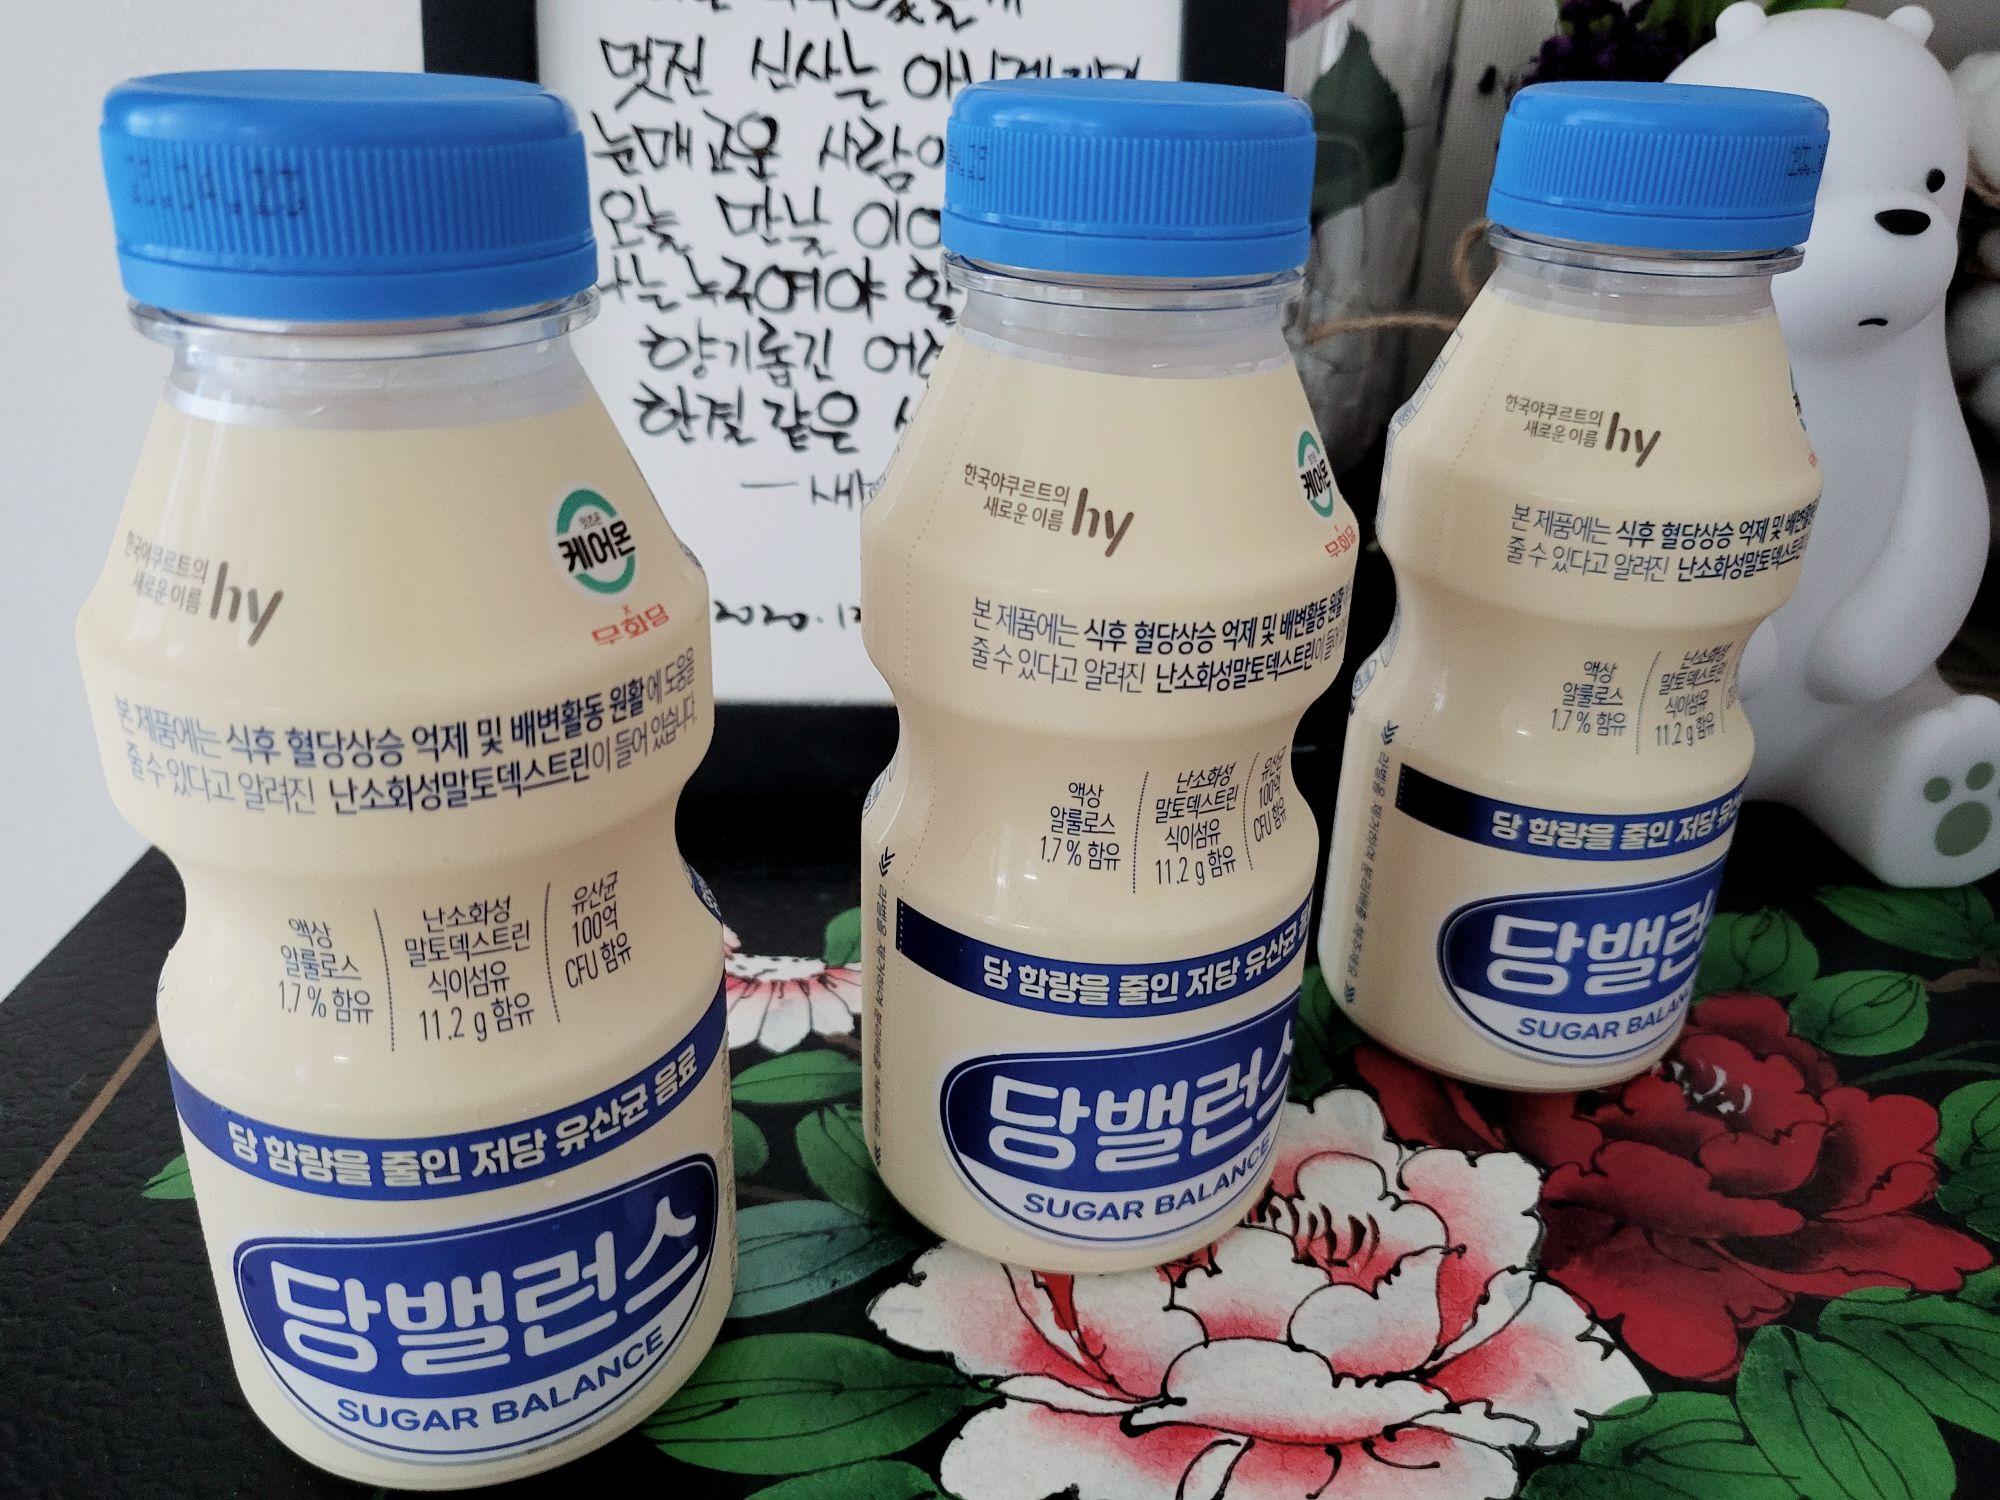 멋진 신사는
눈매 고운
오늘 만날
향기롭긴
한결 같은
2020.12
한국야쿠르트의
새로운 이름 hy
잇츠온
케어온
x
무화당
본 제품에는 식후 혈당상승 억제 및 배변활동 원활에 도움을
줄 수 있다고 알려진 난소화성말토덱스트린이 들어 있습니다.
액상
알룰로스
1.7 % 함유
난소화성
말토덱스트린
식이섬유
11.2 g 함유
유산균
100억
CFU 함유
당 함량을 줄인 저당 유산균 음료
당밸런스
SUGAR BALANCE
한국야쿠르트의
새로운 이름 hy
케어온
무화당
본 제품에는 식후 혈당상승 억제 및 배변활동 원활
줄 수 있다고 알려진 난소화성말토덱스트린이 들어
액상
알룰로스
1.7 % 함유
난소화성
말토덱스트린
식이섬유
11.2 g 함유
유산균
100억
CFU 함유
당 함량을 줄인 저당 유산균
당밸런스
SUGAR BALANCE
한국야쿠르트의
새로운 이름 hy
본 제품에는 식후 혈당상승 억제 및 배변활동
줄 수 있다고 알려진 난소화성말토덱스트린
액상
알룰로스
1.7 % 함유
난소화성
말토덱스트린
식이섬유
11.2 g 함유
당 함량을 줄인 저당
당밸런
SUGAR